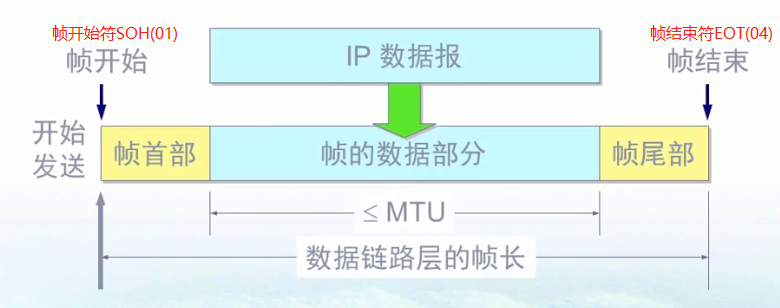 帧开始符SOH(01)
帧结束符EOT(04)
帧开始
IP 数据报
帧结束
开始
发送
帧首部
帧的数据部分
帧尾部
≤ MTU
数据链路层的帧长